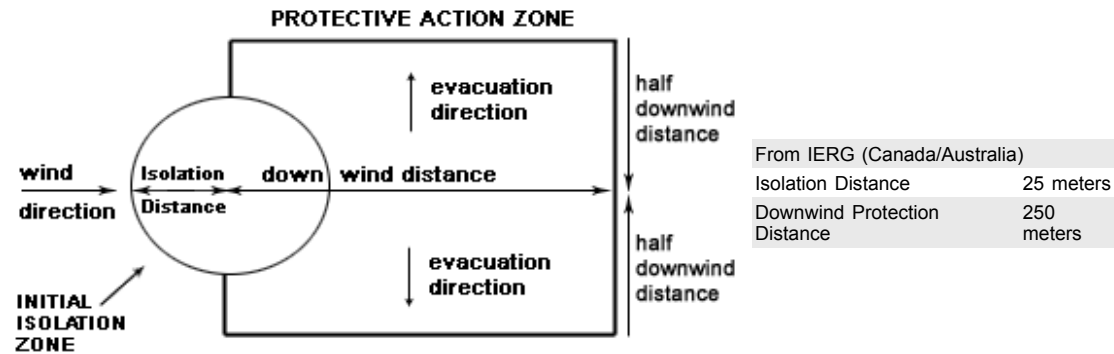 PROTECTIVE ACTION ZONE
evacuation
direction
half
downwind
distance
wind
direction
Isolation
Distance
down wind distance
evacuation
direction
half
downwind
distance
INITIAL
ISOLATION
ZONE
From IERG (Canada/Australia)
Isolation Distance 25 meters
Downwind Protection 250
Distance meters